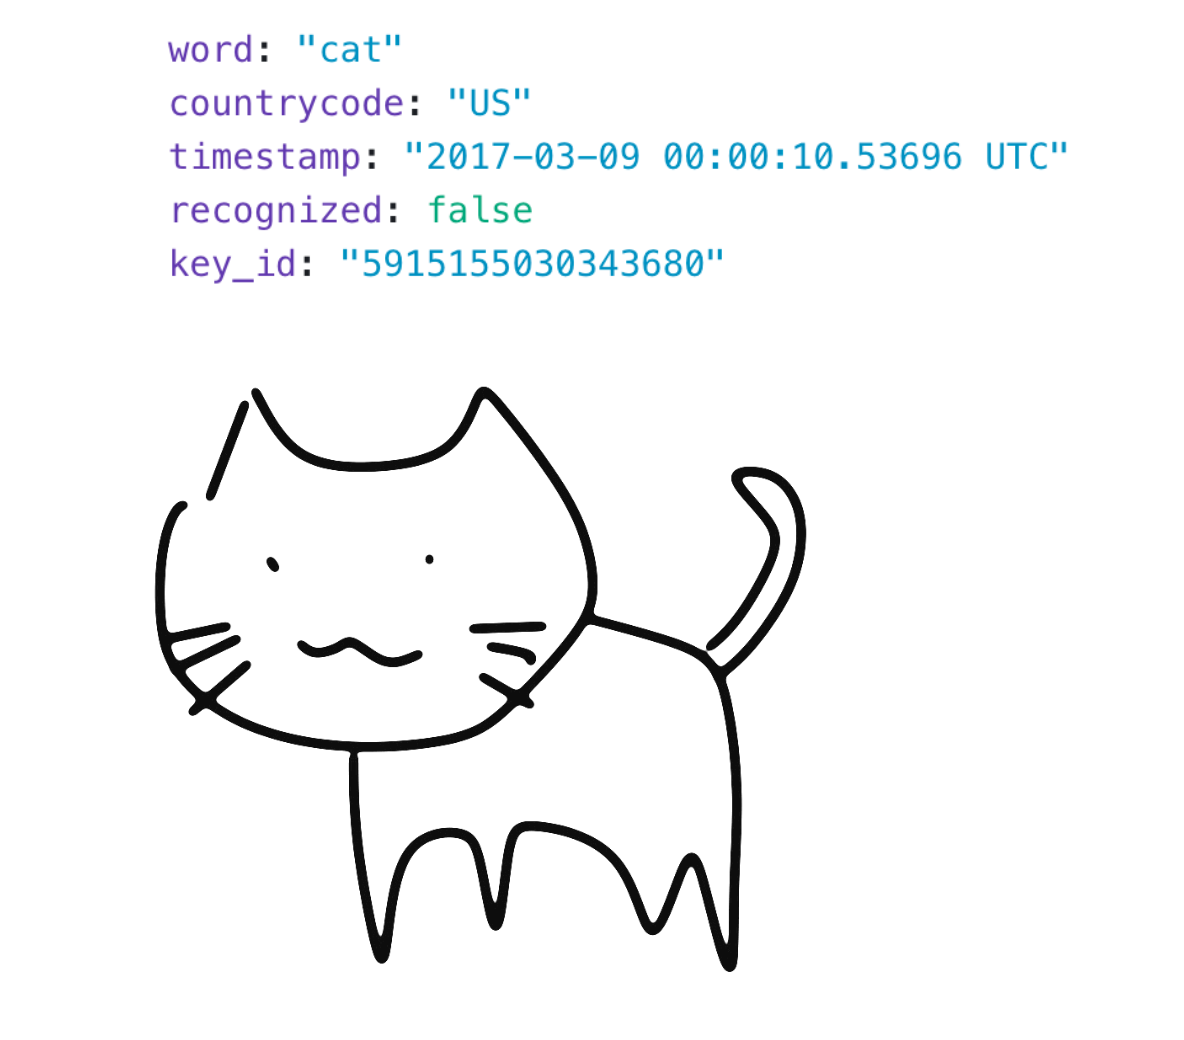 word: "cat"
countrycode: "US"
timestamp: "2017-03-09 00:00:10.53696 UTC"
recognized: false
key_id: "5915155030343680"